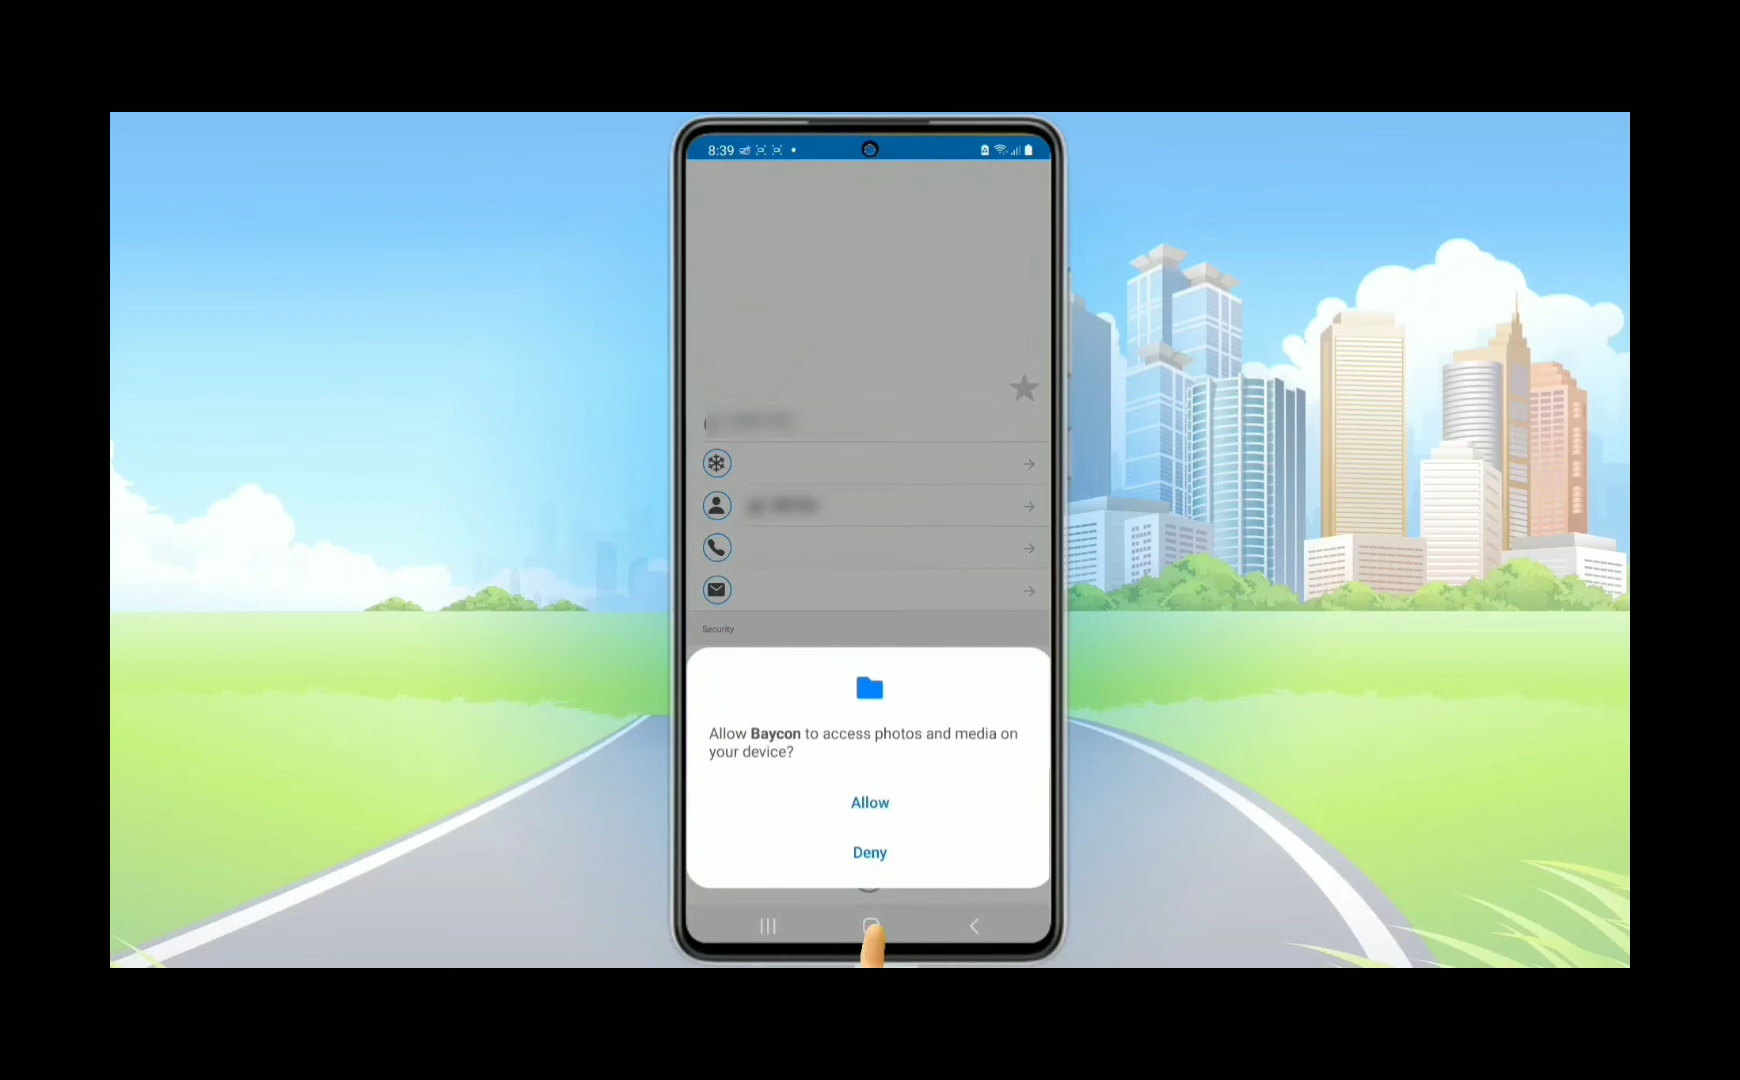 8:39
Security
Allow Baycon to access photos and media on
your device?
Allow
Deny